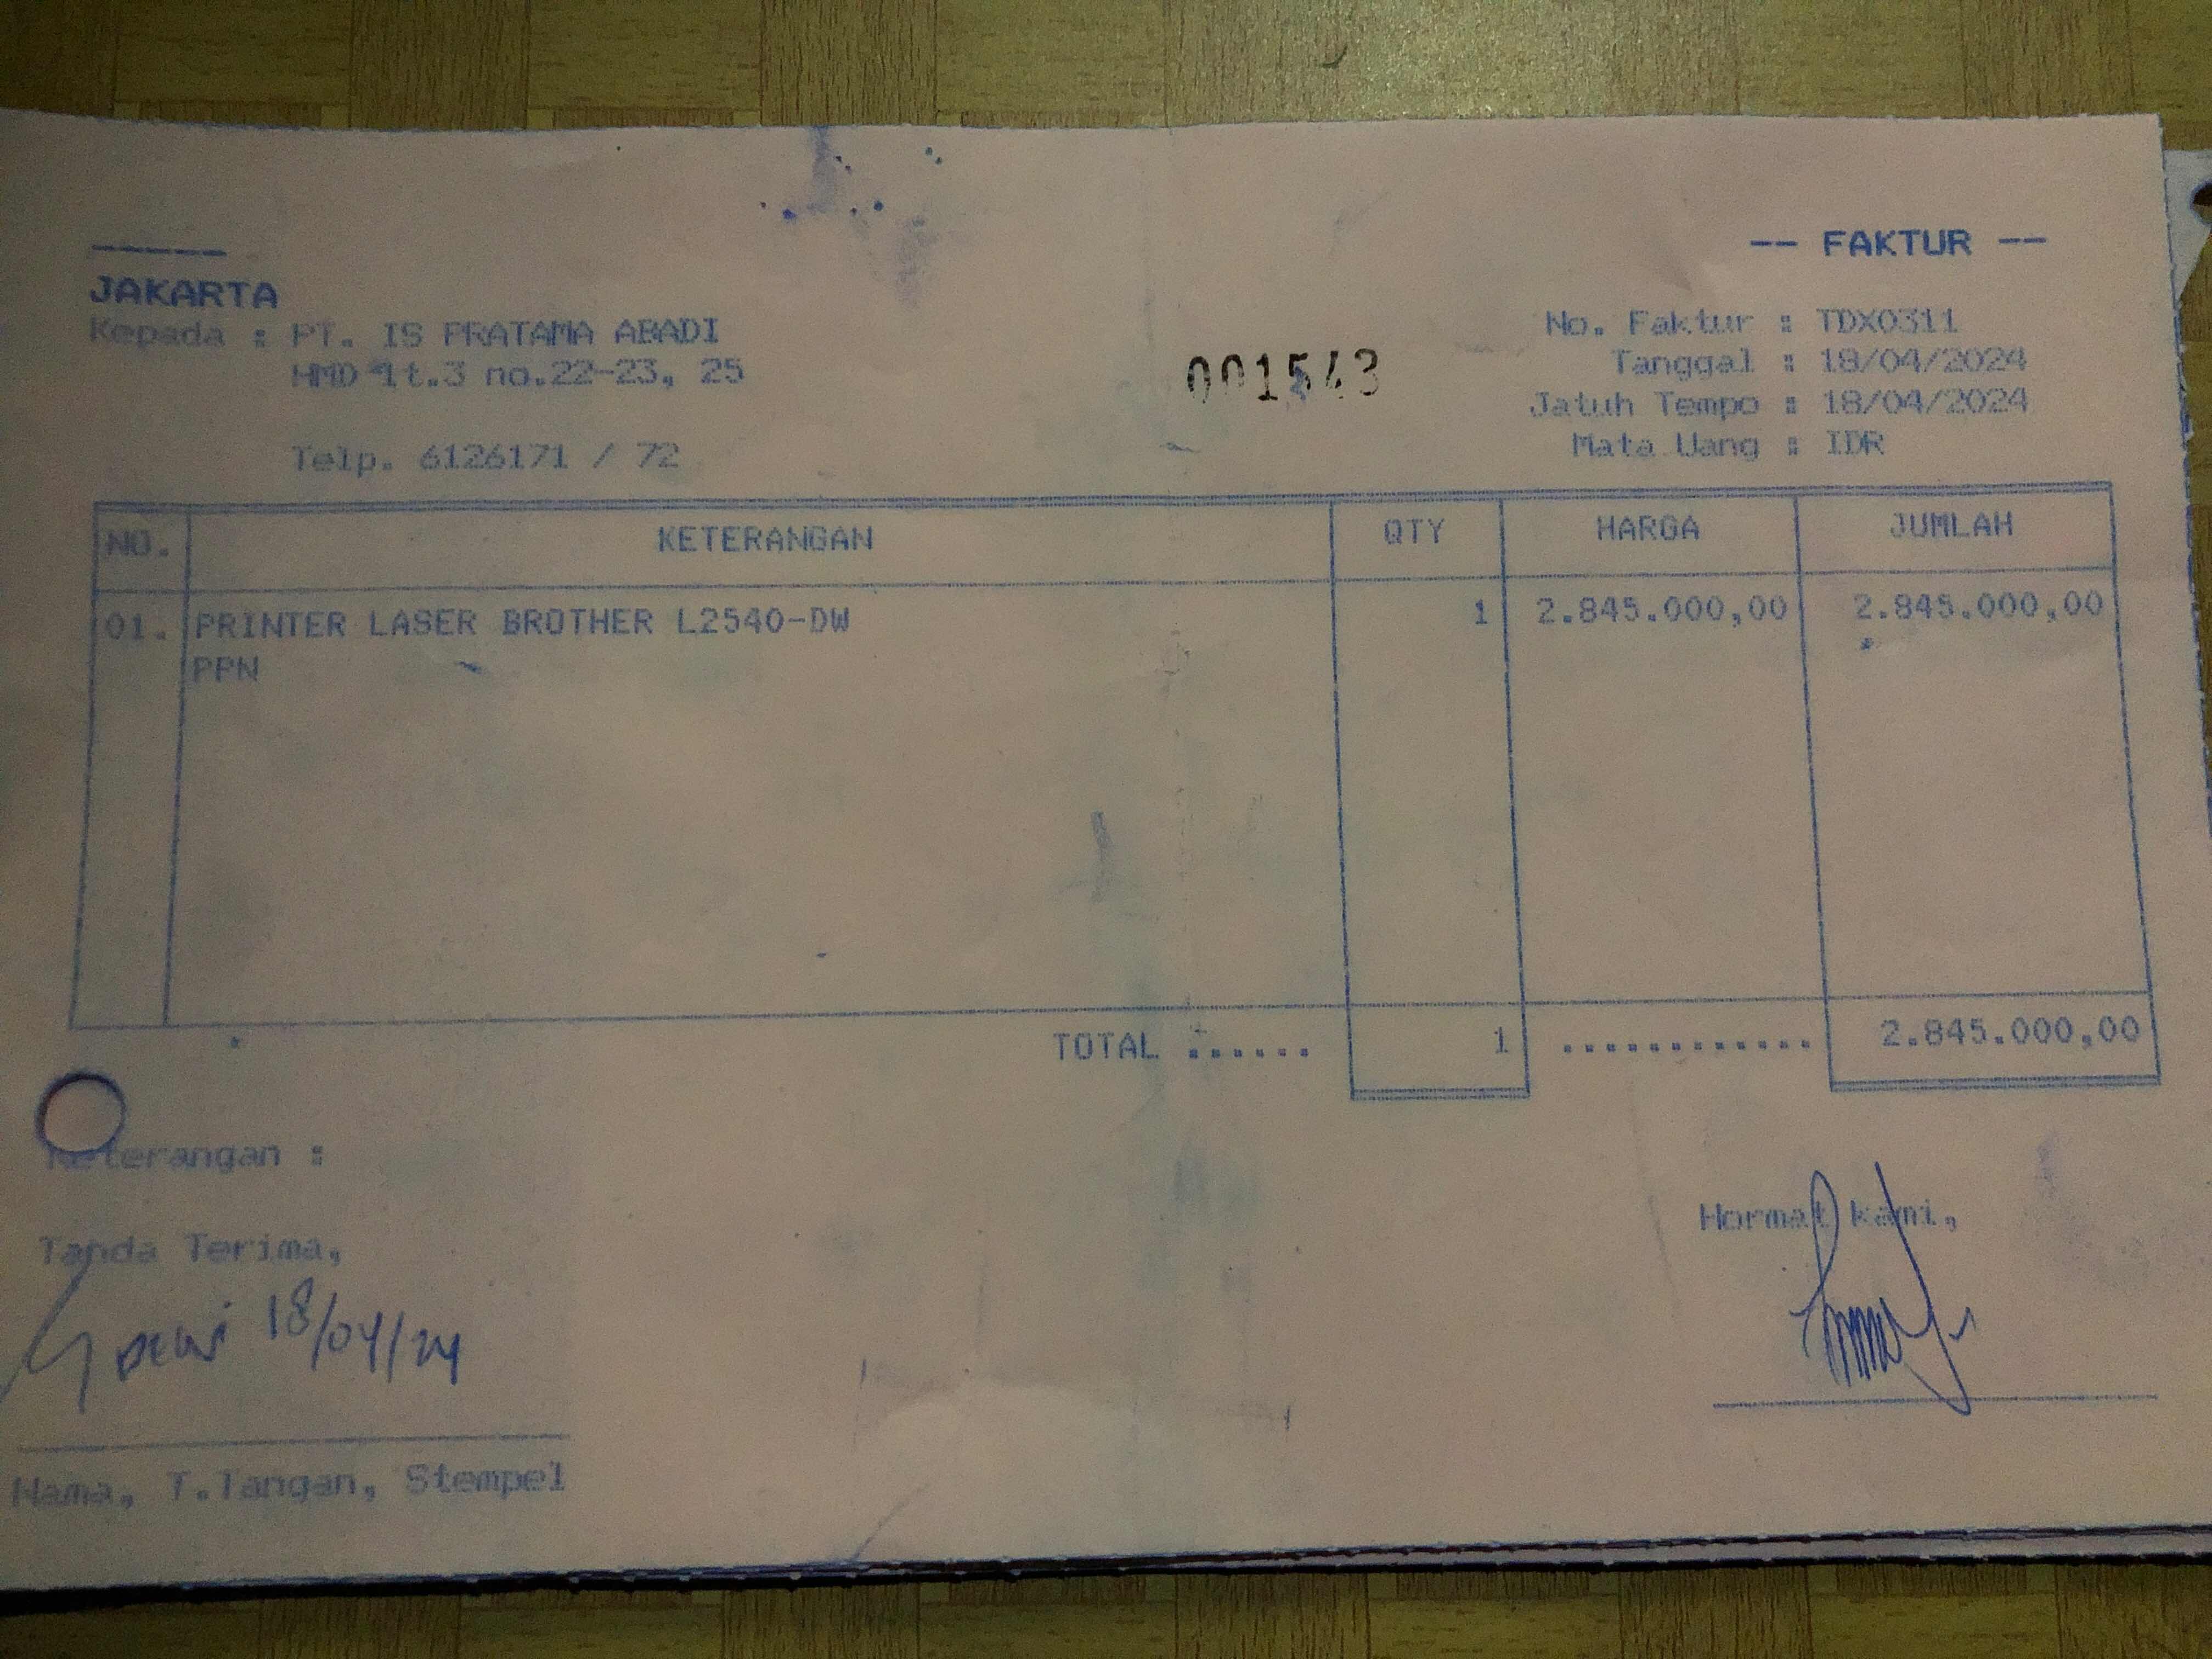 -----
JAKARTA
-- FAKTUR --
Kepada : PT. IS PRATAMA ABADI
HMD lt.3 no.22-23, 25
Telp. 6126171 / 72
001543
No. Faktur : TDX0311
Tanggal : 18/04/2024
Jatuh Tempo : 18/04/2024
Mata Uang : IDR
NO. KETERANGAN QTY HARGA JUMLAH
01. PRINTER LASER BROTHER L2540-DW 1 2.845.000,00 2.845.000,00
PPN
TOTAL ...... 1 ............ 2.845.000,00
Keterangan :
Tanda Terima,
Hormat kami,
18/04/24
Nama, T.Tangan, Stempel